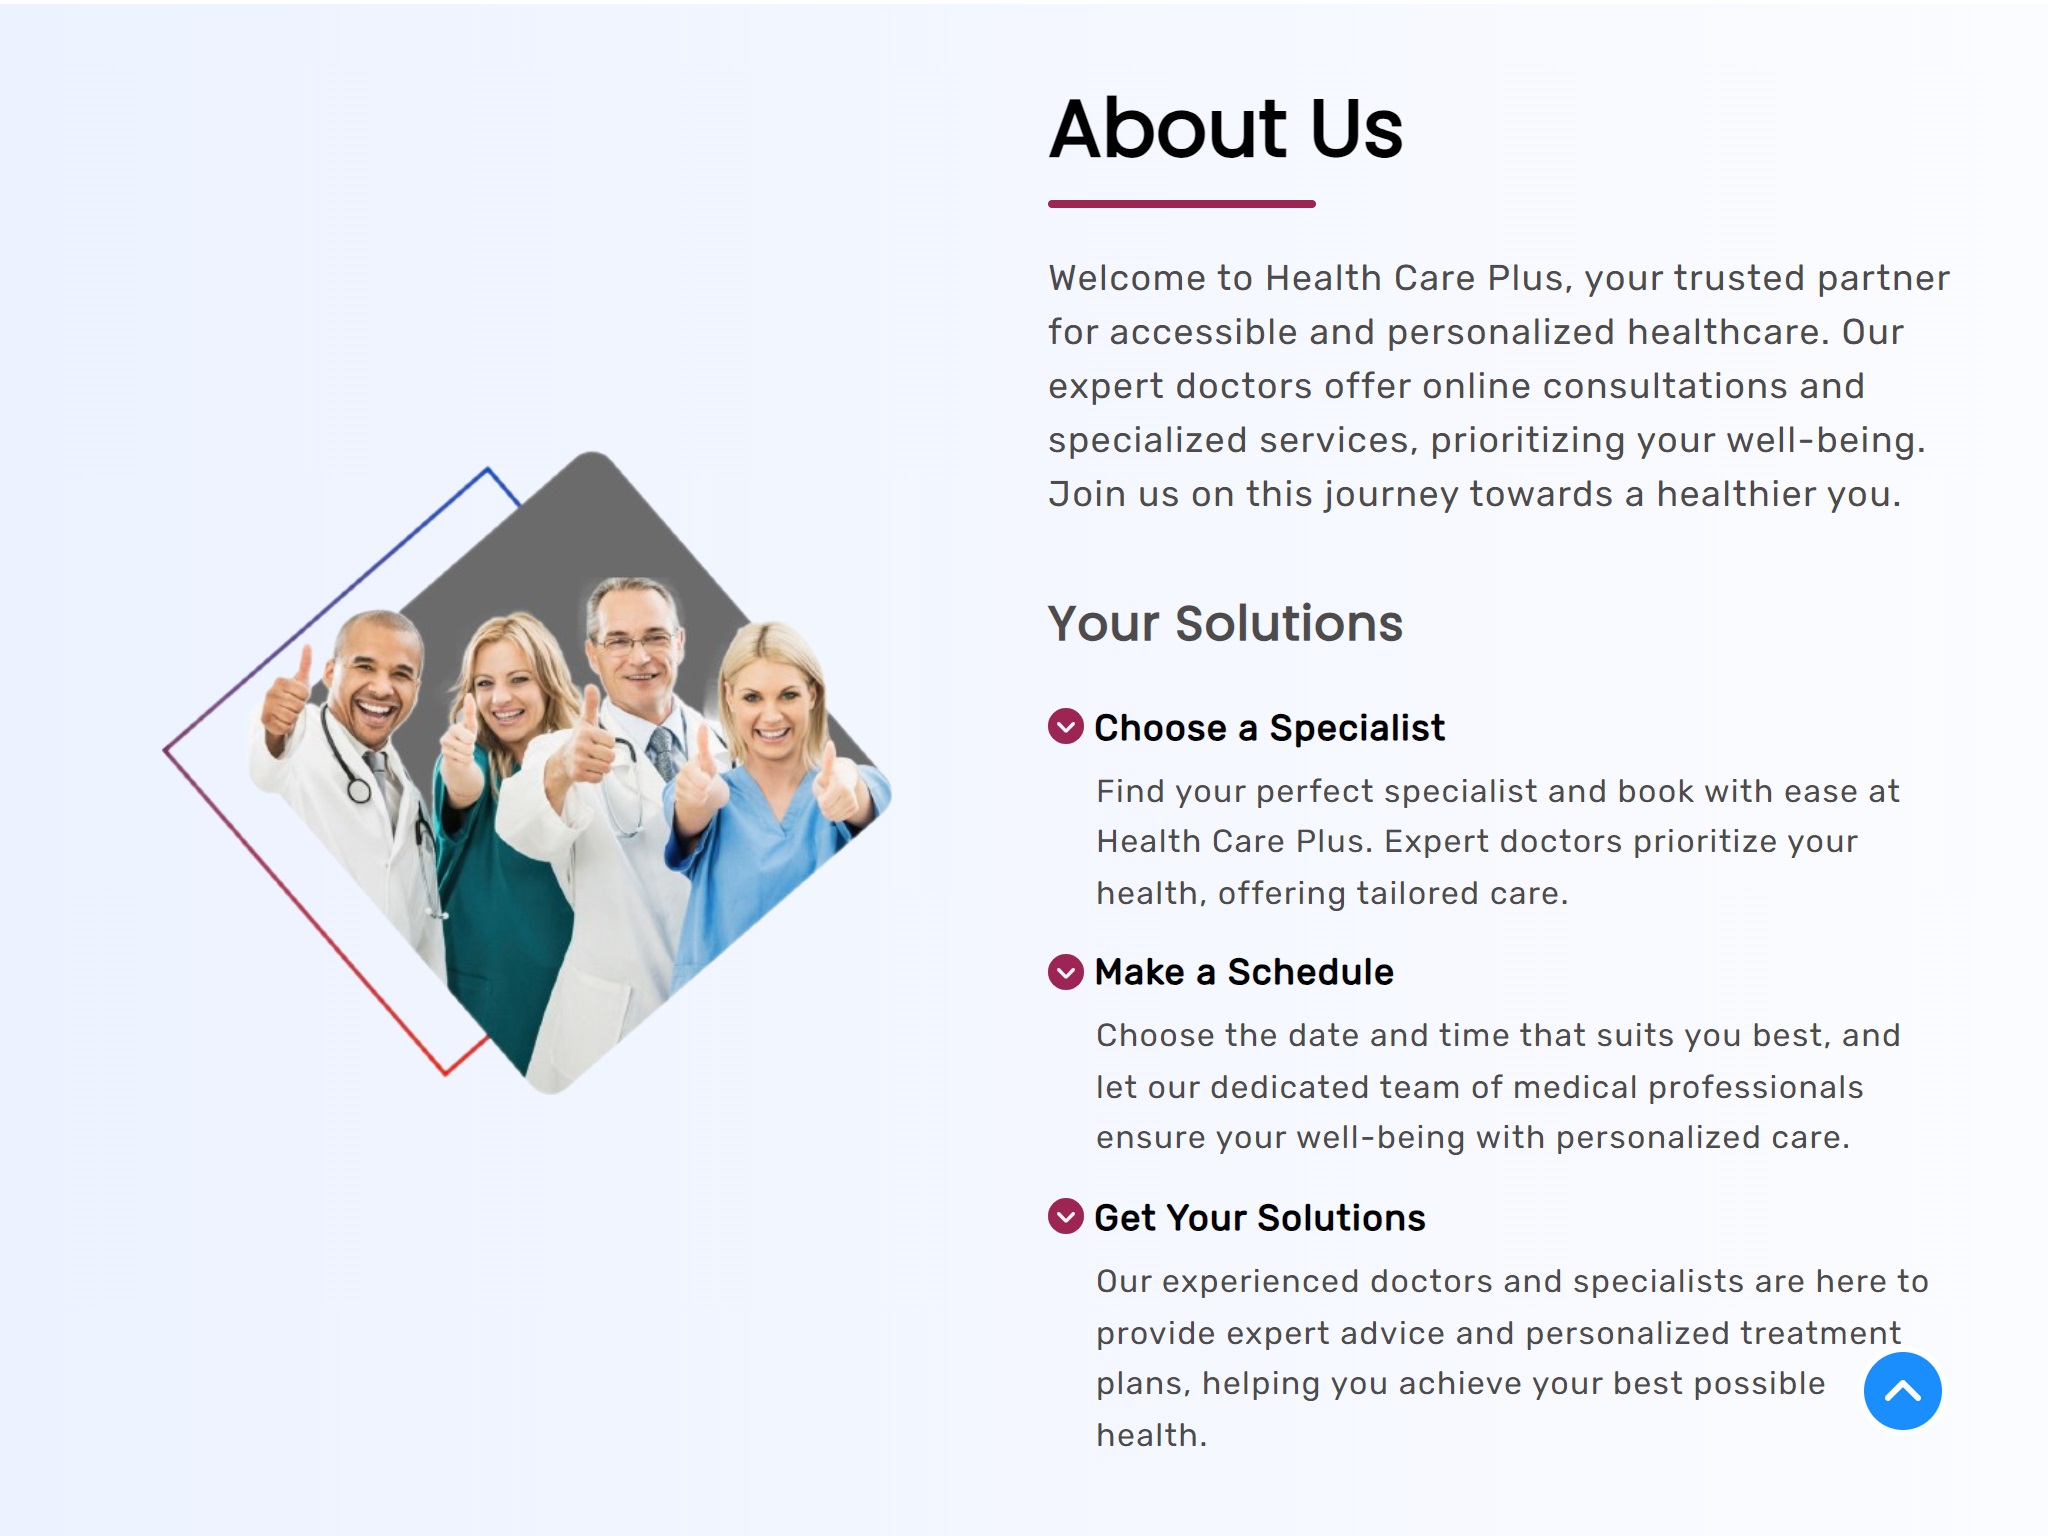 About Us
Welcome to Health Care Plus, your trusted partner
for accessible and personalized healthcare. Our
expert doctors offer online consultations and
specialized services, prioritizing your well-being.
Join us on this journey towards a healthier you.
Your Solutions
Choose a Specialist
Find your perfect specialist and book with ease at
Health Care Plus. Expert doctors prioritize your
health, offering tailored care.
Make a Schedule
Choose the date and time that suits you best, and
let our dedicated team of medical professionals
ensure your well-being with personalized care.
Get Your Solutions
Our experienced doctors and specialists are here to
provide expert advice and personalized treatment
plans, helping you achieve your best possible
health.